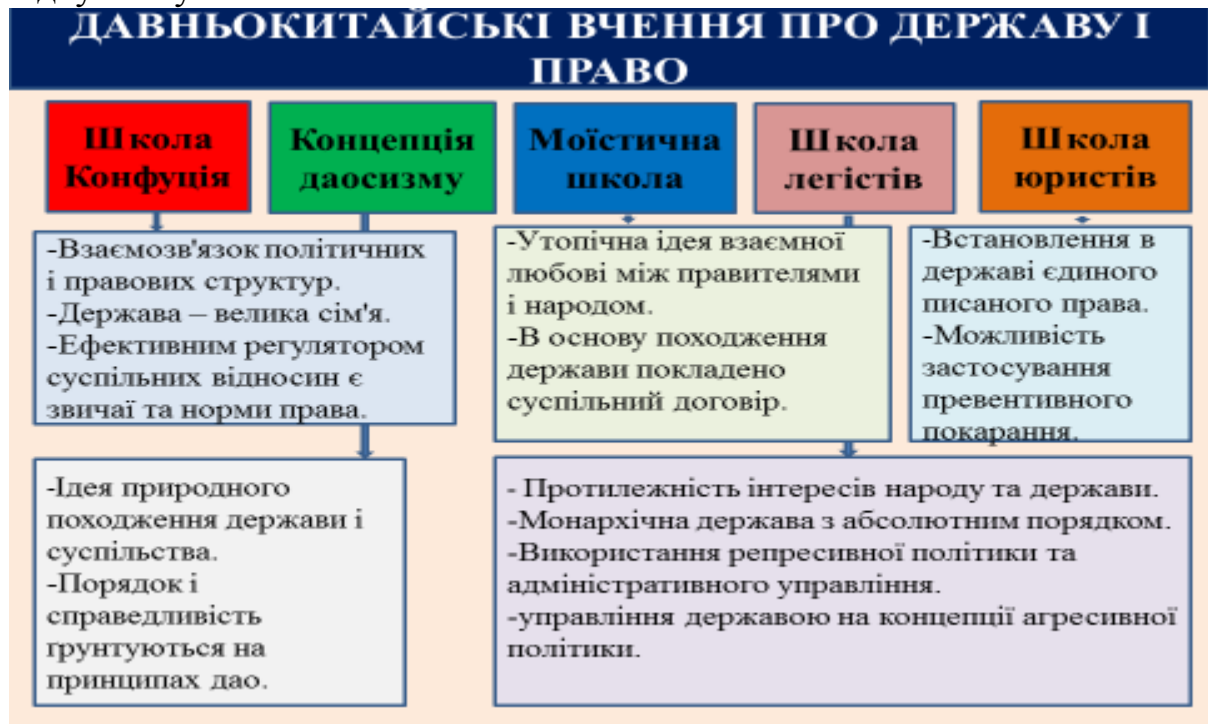 ДАВНЬОКИТАЙСЬКІ ВЧЕННЯ ПРО ДЕРЖАВУ І
ПРАВО
Школа
Конфуція
Концепція
даосизму
Моїстична
школа
Школа
легістів
Школа
юристів
-Взаємозв'язок політичних
і правових структур.
-Держава – велика сім'я.
-Ефективним регулятором
суспільних відносин є
звичаї та норми права.
-Утопічна ідея взаємної
любові між правителями
і народом.
-В основу походження
держави покладено
суспільний договір.
-Встановлення в
державі єдиного
писаного права.
-Можливість
застосування
превентивного
покарання.
-Ідея природного
походження держави і
суспільства.
-Порядок і
справедливість
ґрунтуються на
принципах дао.
- Протилежність інтересів народу та держави.
-Монархічна держава з абсолютним порядком.
-Використання репресивної політики та
адміністративного управління.
-управління державою на концепції агресивної
політики.